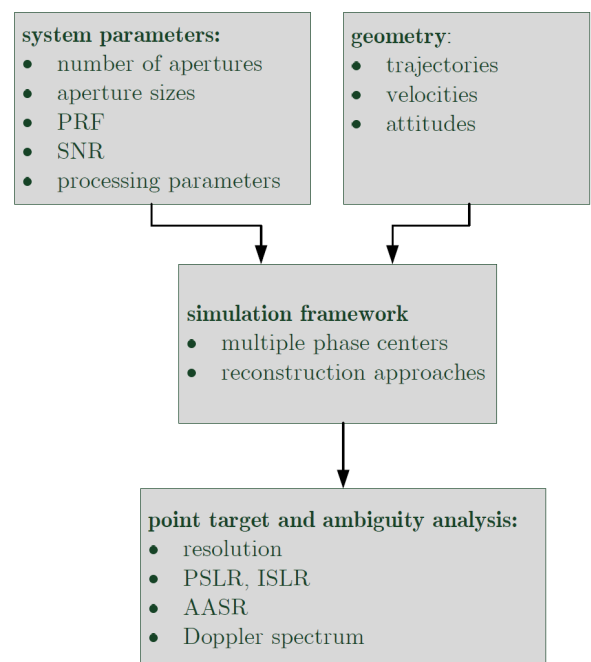 system parameters:
• number of apertures
• aperture sizes
• PRF
• SNR
• processing parameters
geometry:
• trajectories
• velocities
• attitudes
simulation framework
• multiple phase centers
• reconstruction approaches
point target and ambiguity analysis:
• resolution
• PSLR, ISLR
• AASR
• Doppler spectrum